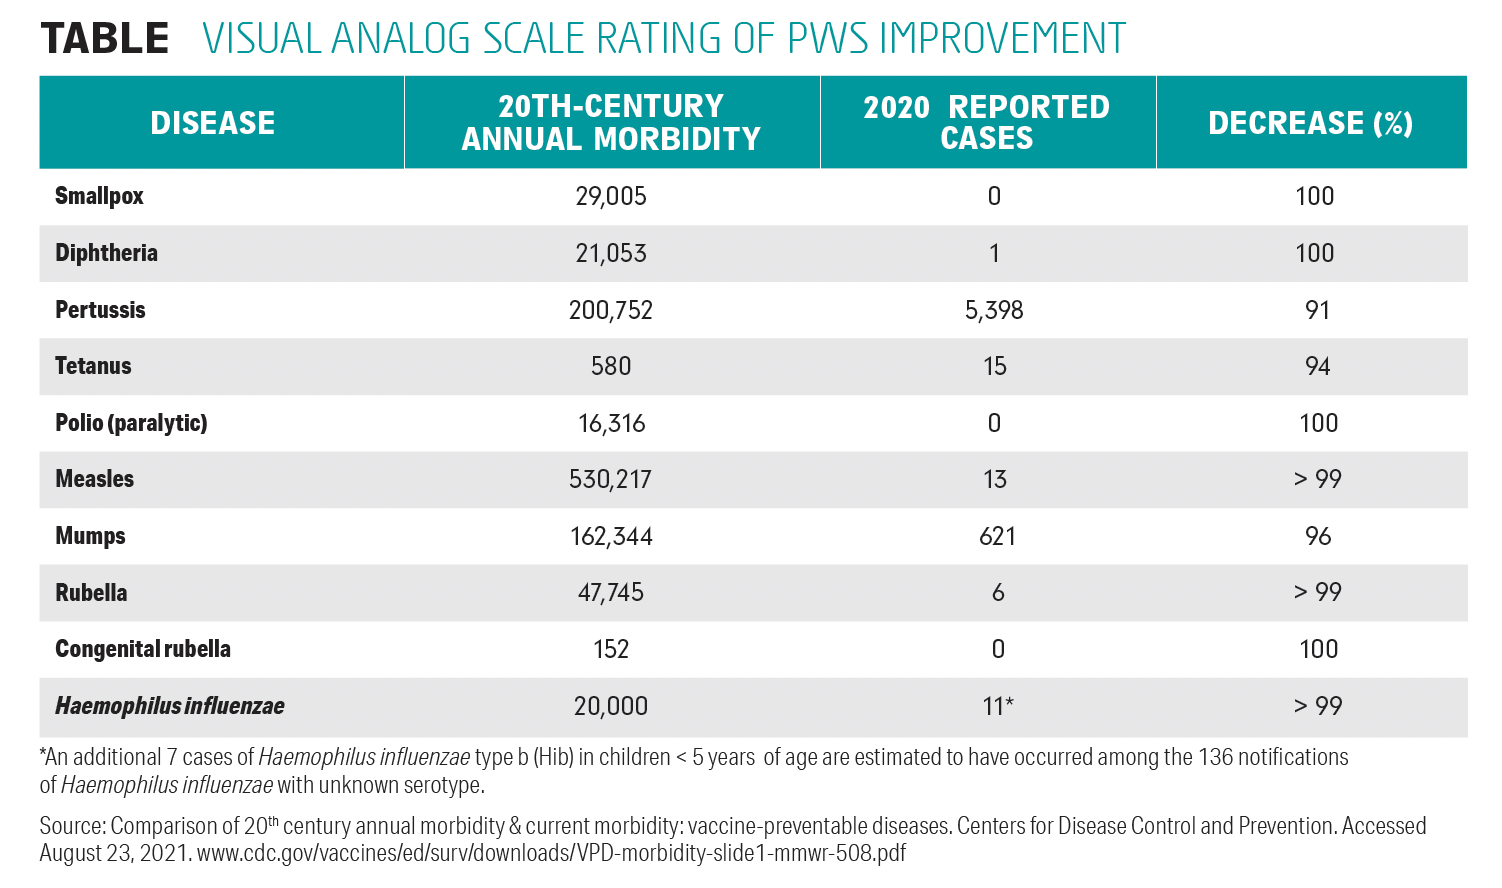 TABLE VISUAL ANALOG SCALE RATING OF PWS IMPROVEMENT
DISEASE 20TH-CENTURY ANNUAL MORBIDITY 2020 REPORTED CASES DECREASE (%)
Smallpox 29,005 0 100
Diphtheria 21,053 1 100
Pertussis 200,752 5,398 91
Tetanus 580 15 94
Polio (paralytic) 16,316 0 100
Measles 530,217 13 > 99
Mumps 162,344 621 96
Rubella 47,745 6 > 99
Congenital rubella 152 0 100
Haemophilus influenzae 20,000 11* > 99
*An additional 7 cases of Haemophilus influenzae type b (Hib) in children < 5 years of age are estimated to have occurred among the 136 notifications
of Haemophilus influenzae with unknown serotype.
Source: Comparison of 20th century annual morbidity & current morbidity: vaccine-preventable diseases. Centers for Disease Control and Prevention. Accessed
August 23, 2021. www.cdc.gov/vaccines/ed/surv/downloads/VPD-morbidity-slide1-mmwr-508.pdf